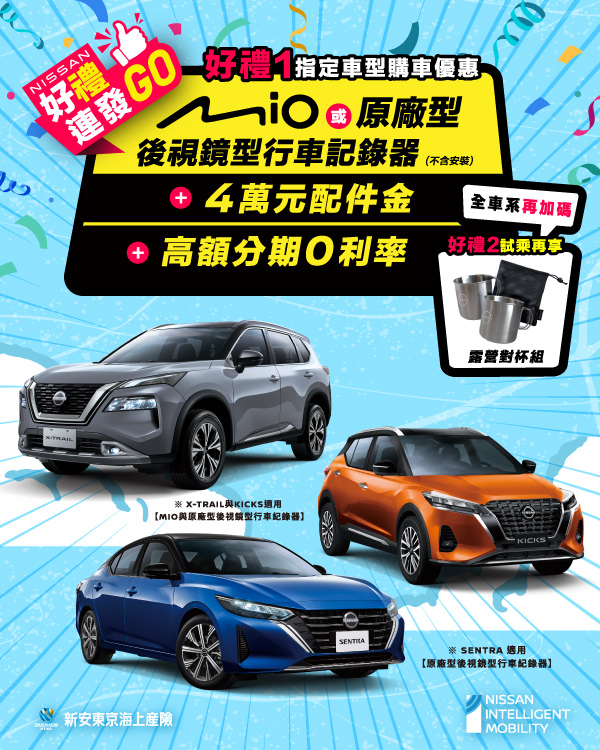 NISSAN
好禮
連發GO
好禮1指定車型購車優惠
Mio或原廠型
後視鏡型行車記錄器(不含安裝)
+4萬元配件金
+高額分期0利率
全車系再加碼
好禮2試乘再享
露營對杯組
X-TRAIL
※ X-TRAIL與KICKS適用
【MIO與原廠型後視鏡型行車紀錄器】
KICKS
SENTRA
※ SENTRA 適用
【原廠型後視鏡型行車紀錄器】
新安東京海上產險
NISSAN
INTELLIGENT
MOBILITY